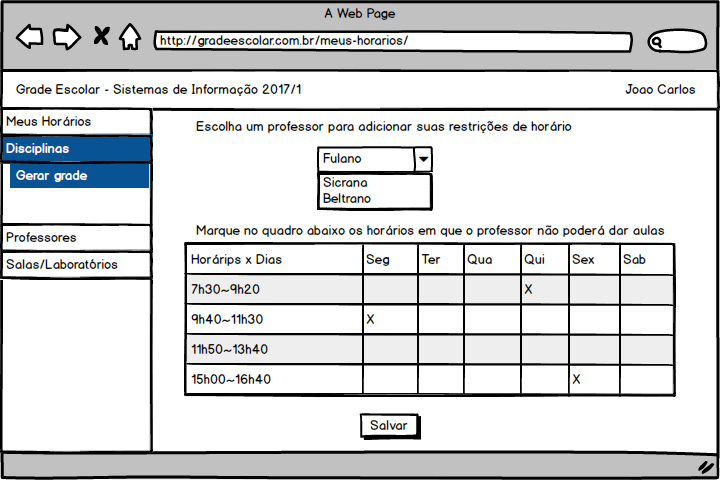 A Web Page
http://gradeescolar.com.br/meus-horarios/
Grade Escolar - Sistemas de Informação 2017/1
Joao Carlos
Meus Horários
Disciplinas
Gerar grade
Professores
Salas/Laboratórios
Escolha um professor para adicionar suas restrições de horário
Fulano
Sicrana
Beltrano
Marque no quadro abaixo os horários em que o professor não poderá dar aulas
Horárips x Dias Seg Ter Qua Qui Sex Sab
7h30~9h20 X
9h40~11h30 X
11h50~13h40
15h00~16h40 X
Salvar